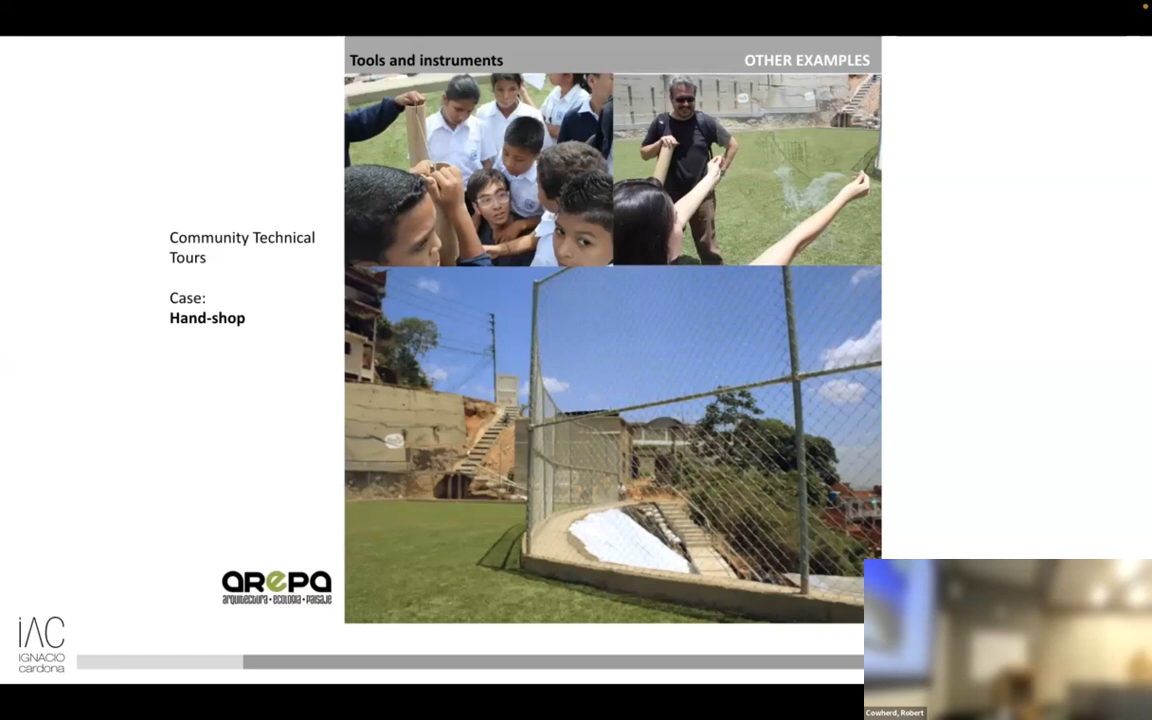 Tools and instruments
OTHER EXAMPLES
Community Technical
Tours
Case:
Hand-shop
arepa
arquitectura • ecología • paisaje
iAC
IGNACIO
cardona
Cowherd, Robert